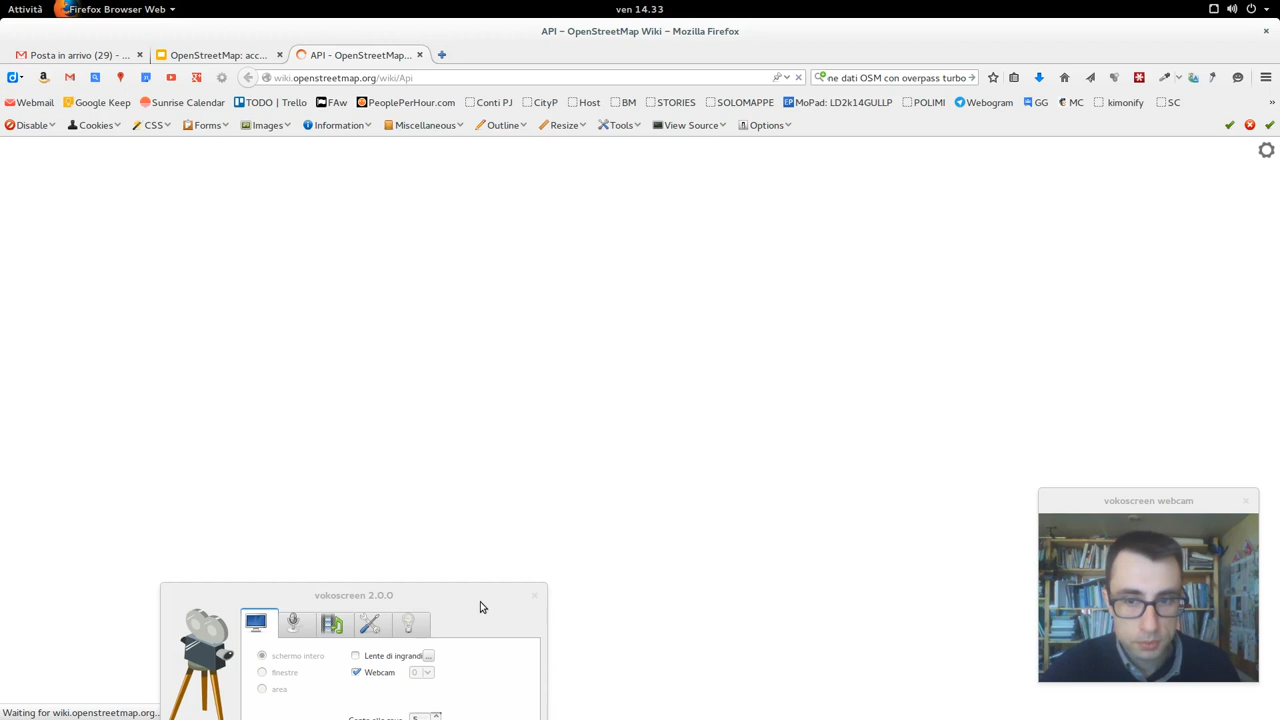 Attività Firefox Browser Web ven 14.33
API – OpenStreetMap Wiki – Mozilla Firefox
Posta in arrivo (29) - ... OpenStreetMap: acc... API - OpenStreetMap...
wiki.openstreetmap.org/wiki/Api ne dati OSM con overpass turbo
Webmail Google Keep Sunrise Calendar TODO | Trello FAw PeoplePerHour.com Conti PJ CityP Host BM STORIES SOLOMAPPE MoPad: LD2k14GULLP POLIMI Webogram GG MC kimonify SC
Disable Cookies CSS Forms Images Information Miscellaneous Outline Resize Tools View Source Options
vokoscreen webcam
vokoscreen 2.0.0
schermo intero Lente di ingrandi ...
finestre Webcam 0
area
Waiting for wiki.openstreetmap.org...